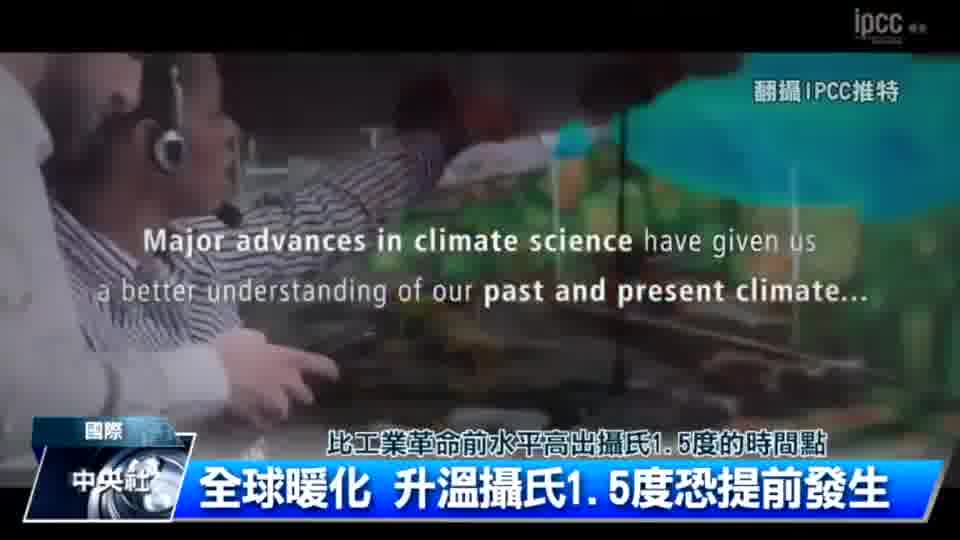 ipcc
翻攝IPCC推特
Major advances in climate science have given us
a better understanding of our past and present climate...
國際
比工業革命前水平高出攝氏1.5度的時間點
中央社
全球暖化 升溫攝氏1.5度恐提前發生